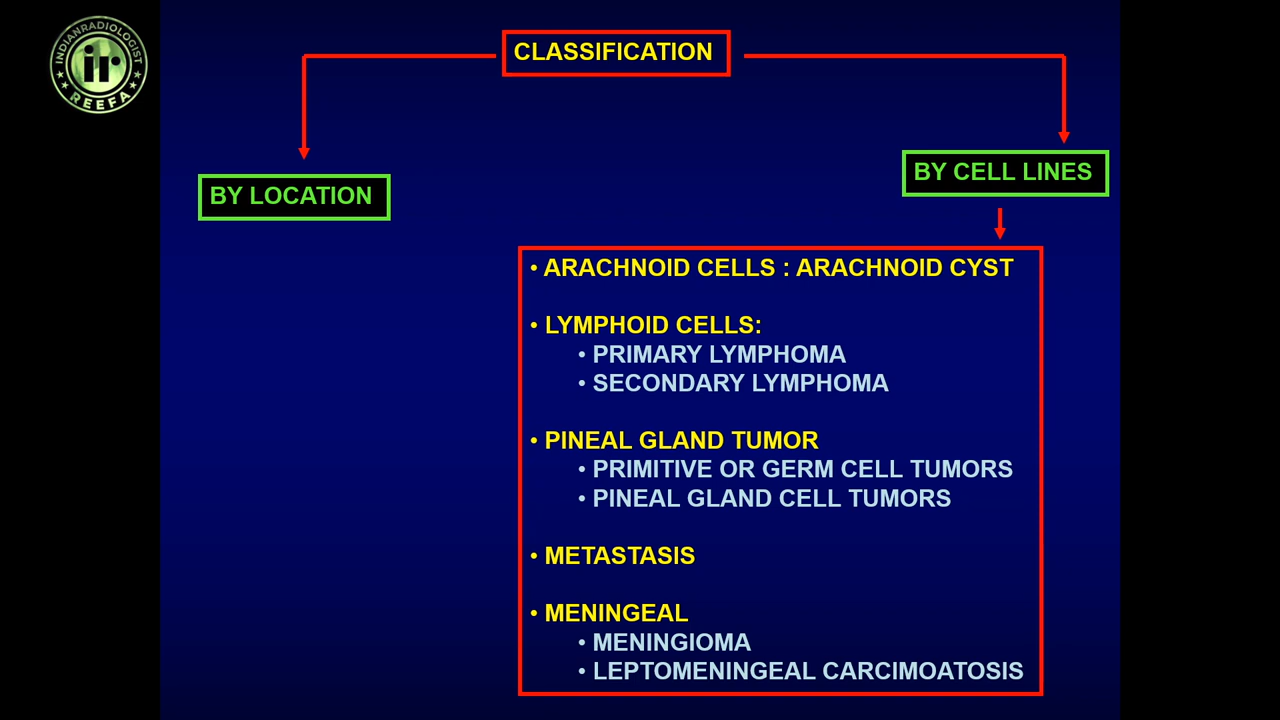 INDIANRADIOLOGIST
ir
REEFA
CLASSIFICATION
BY LOCATION
BY CELL LINES
• ARACHNOID CELLS : ARACHNOID CYST
• LYMPHOID CELLS:
• PRIMARY LYMPHOMA
• SECONDARY LYMPHOMA
• PINEAL GLAND TUMOR
• PRIMITIVE OR GERM CELL TUMORS
• PINEAL GLAND CELL TUMORS
• METASTASIS
• MENINGEAL
• MENINGIOMA
• LEPTOMENINGEAL CARCIMOATOSIS